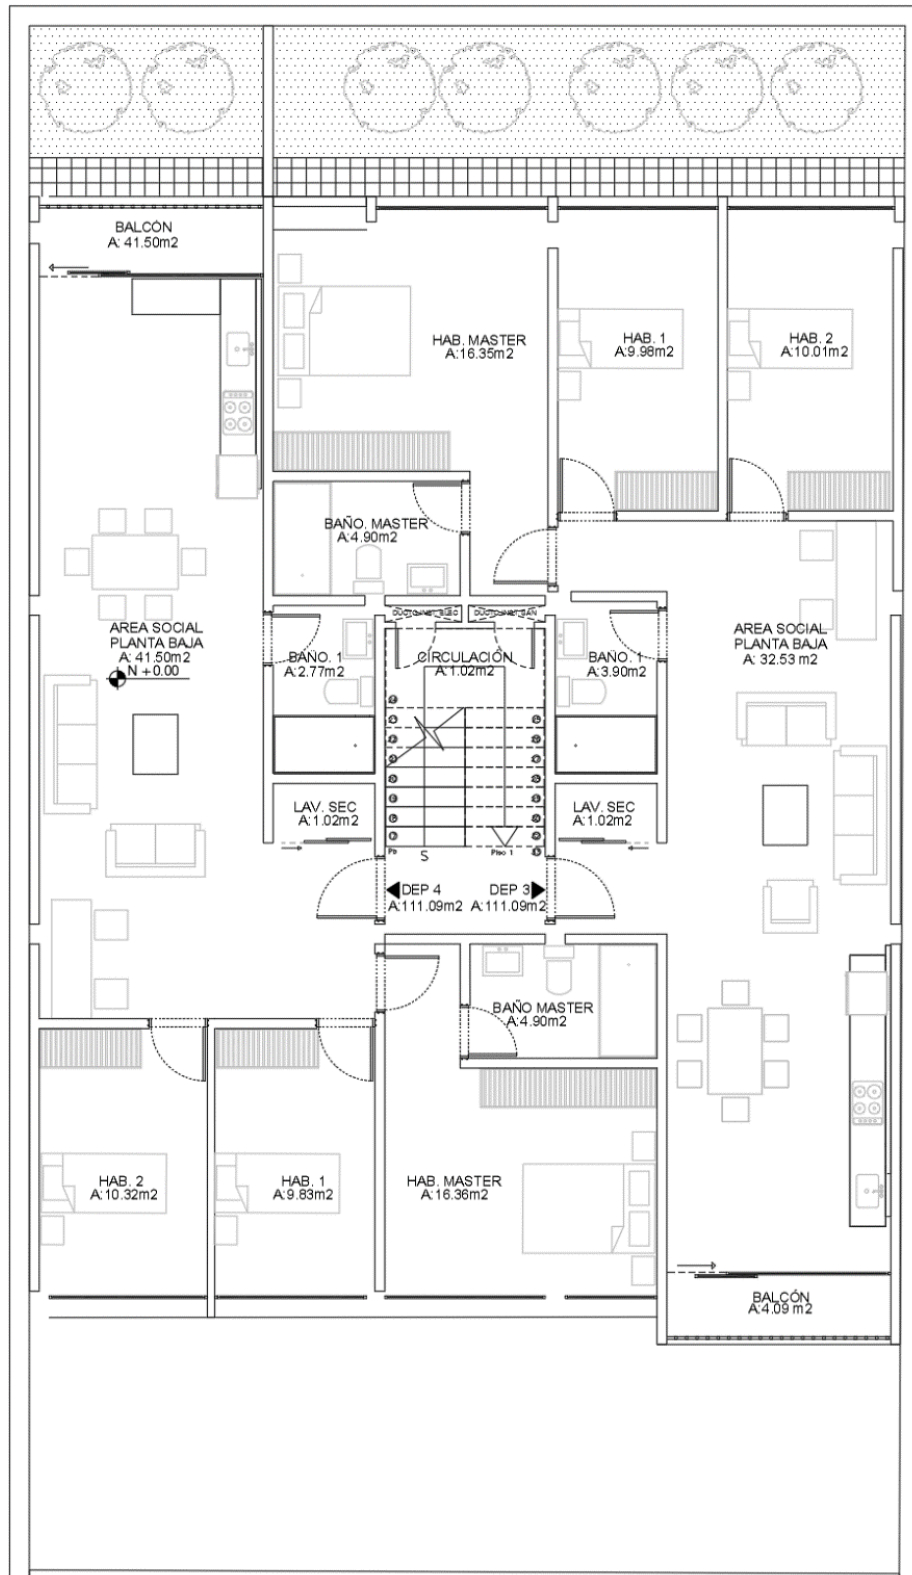 BALCÓN
A: 41.50m2
HAB. MASTER
A:16.35m2
HAB. 1
A:9.98m2
HAB. 2
A:10.01m2
BAÑO. MASTER
A:4.90m2
AREA SOCIAL
PLANTA BAJA
A: 41.50m2
N +0.00
BAÑO. 1
A:2.77m2
CIRCULACIÓN
A:1.02m2
BAÑO. 1
A:3.90m2
AREA SOCIAL
PLANTA BAJA
A: 32.53 m2
LAV. SEC
A:1.02m2
LAV. SEC
A:1.02m2
S
Piso 1
DEP 4
A:111.09m2
DEP 3
A:111.09m2
BAÑO MASTER
A:4.90m2
HAB. 2
A:10.32m2
HAB. 1
A:9.83m2
HAB. MASTER
A:16.36m2
BALCÓN
A:4.09 m2